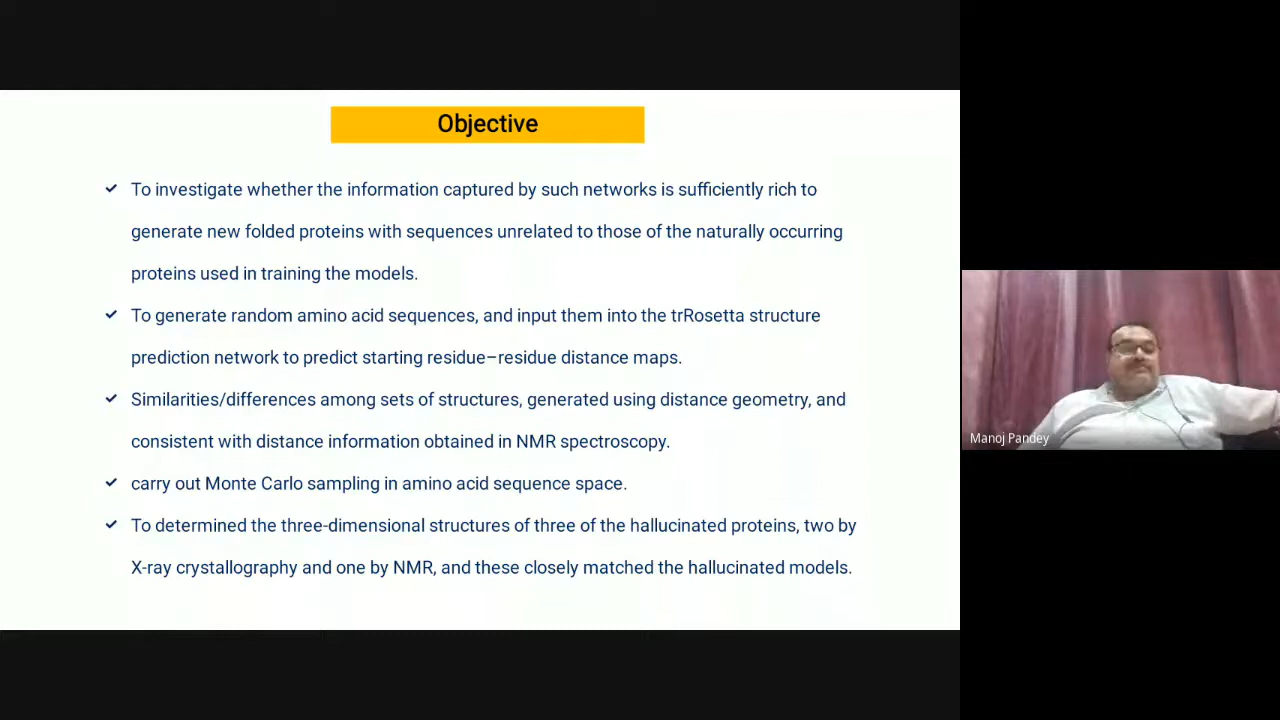 Objective
✓ To investigate whether the information captured by such networks is sufficiently rich to
generate new folded proteins with sequences unrelated to those of the naturally occurring
proteins used in training the models.
✓ To generate random amino acid sequences, and input them into the trRosetta structure
prediction network to predict starting residue–residue distance maps.
✓ Similarities/differences among sets of structures, generated using distance geometry, and
consistent with distance information obtained in NMR spectroscopy.
✓ carry out Monte Carlo sampling in amino acid sequence space.
✓ To determined the three-dimensional structures of three of the hallucinated proteins, two by
X-ray crystallography and one by NMR, and these closely matched the hallucinated models.
Manoj Pandey